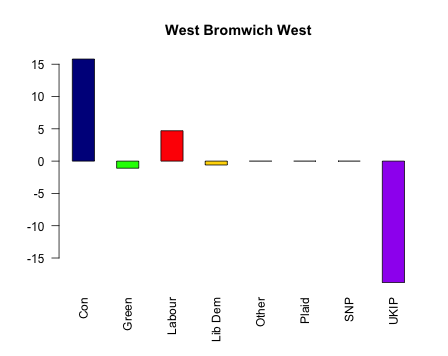 West Bromwich West
15
10
5
0
-5
-10
-15
Con
Green
Labour
Lib Dem
Other
Plaid
SNP
UKIP